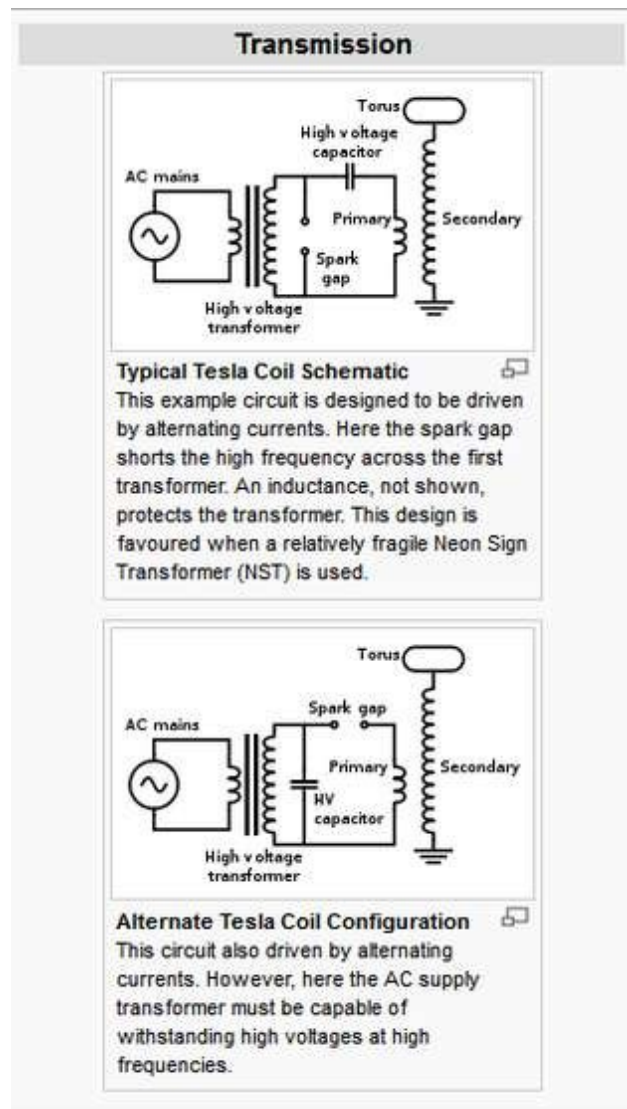 Transmission
Torus
High voltage
capacitor
AC mains
Primary
Secondary
Spark
gap
High voltage
transformer
Typical Tesla Coil Schematic
This example circuit is designed to be driven
by alternating currents. Here the spark gap
shorts the high frequency across the first
transformer. An inductance, not shown,
protects the transformer. This design is
favoured when a relatively fragile Neon Sign
Transformer (NST) is used.
Torus
Spark gap
AC mains
Primary
Secondary
HV
capacitor
High voltage
transformer
Alternate Tesla Coil Configuration
This circuit also driven by alternating
currents. However, here the AC supply
transformer must be capable of
withstanding high voltages at high
frequencies.